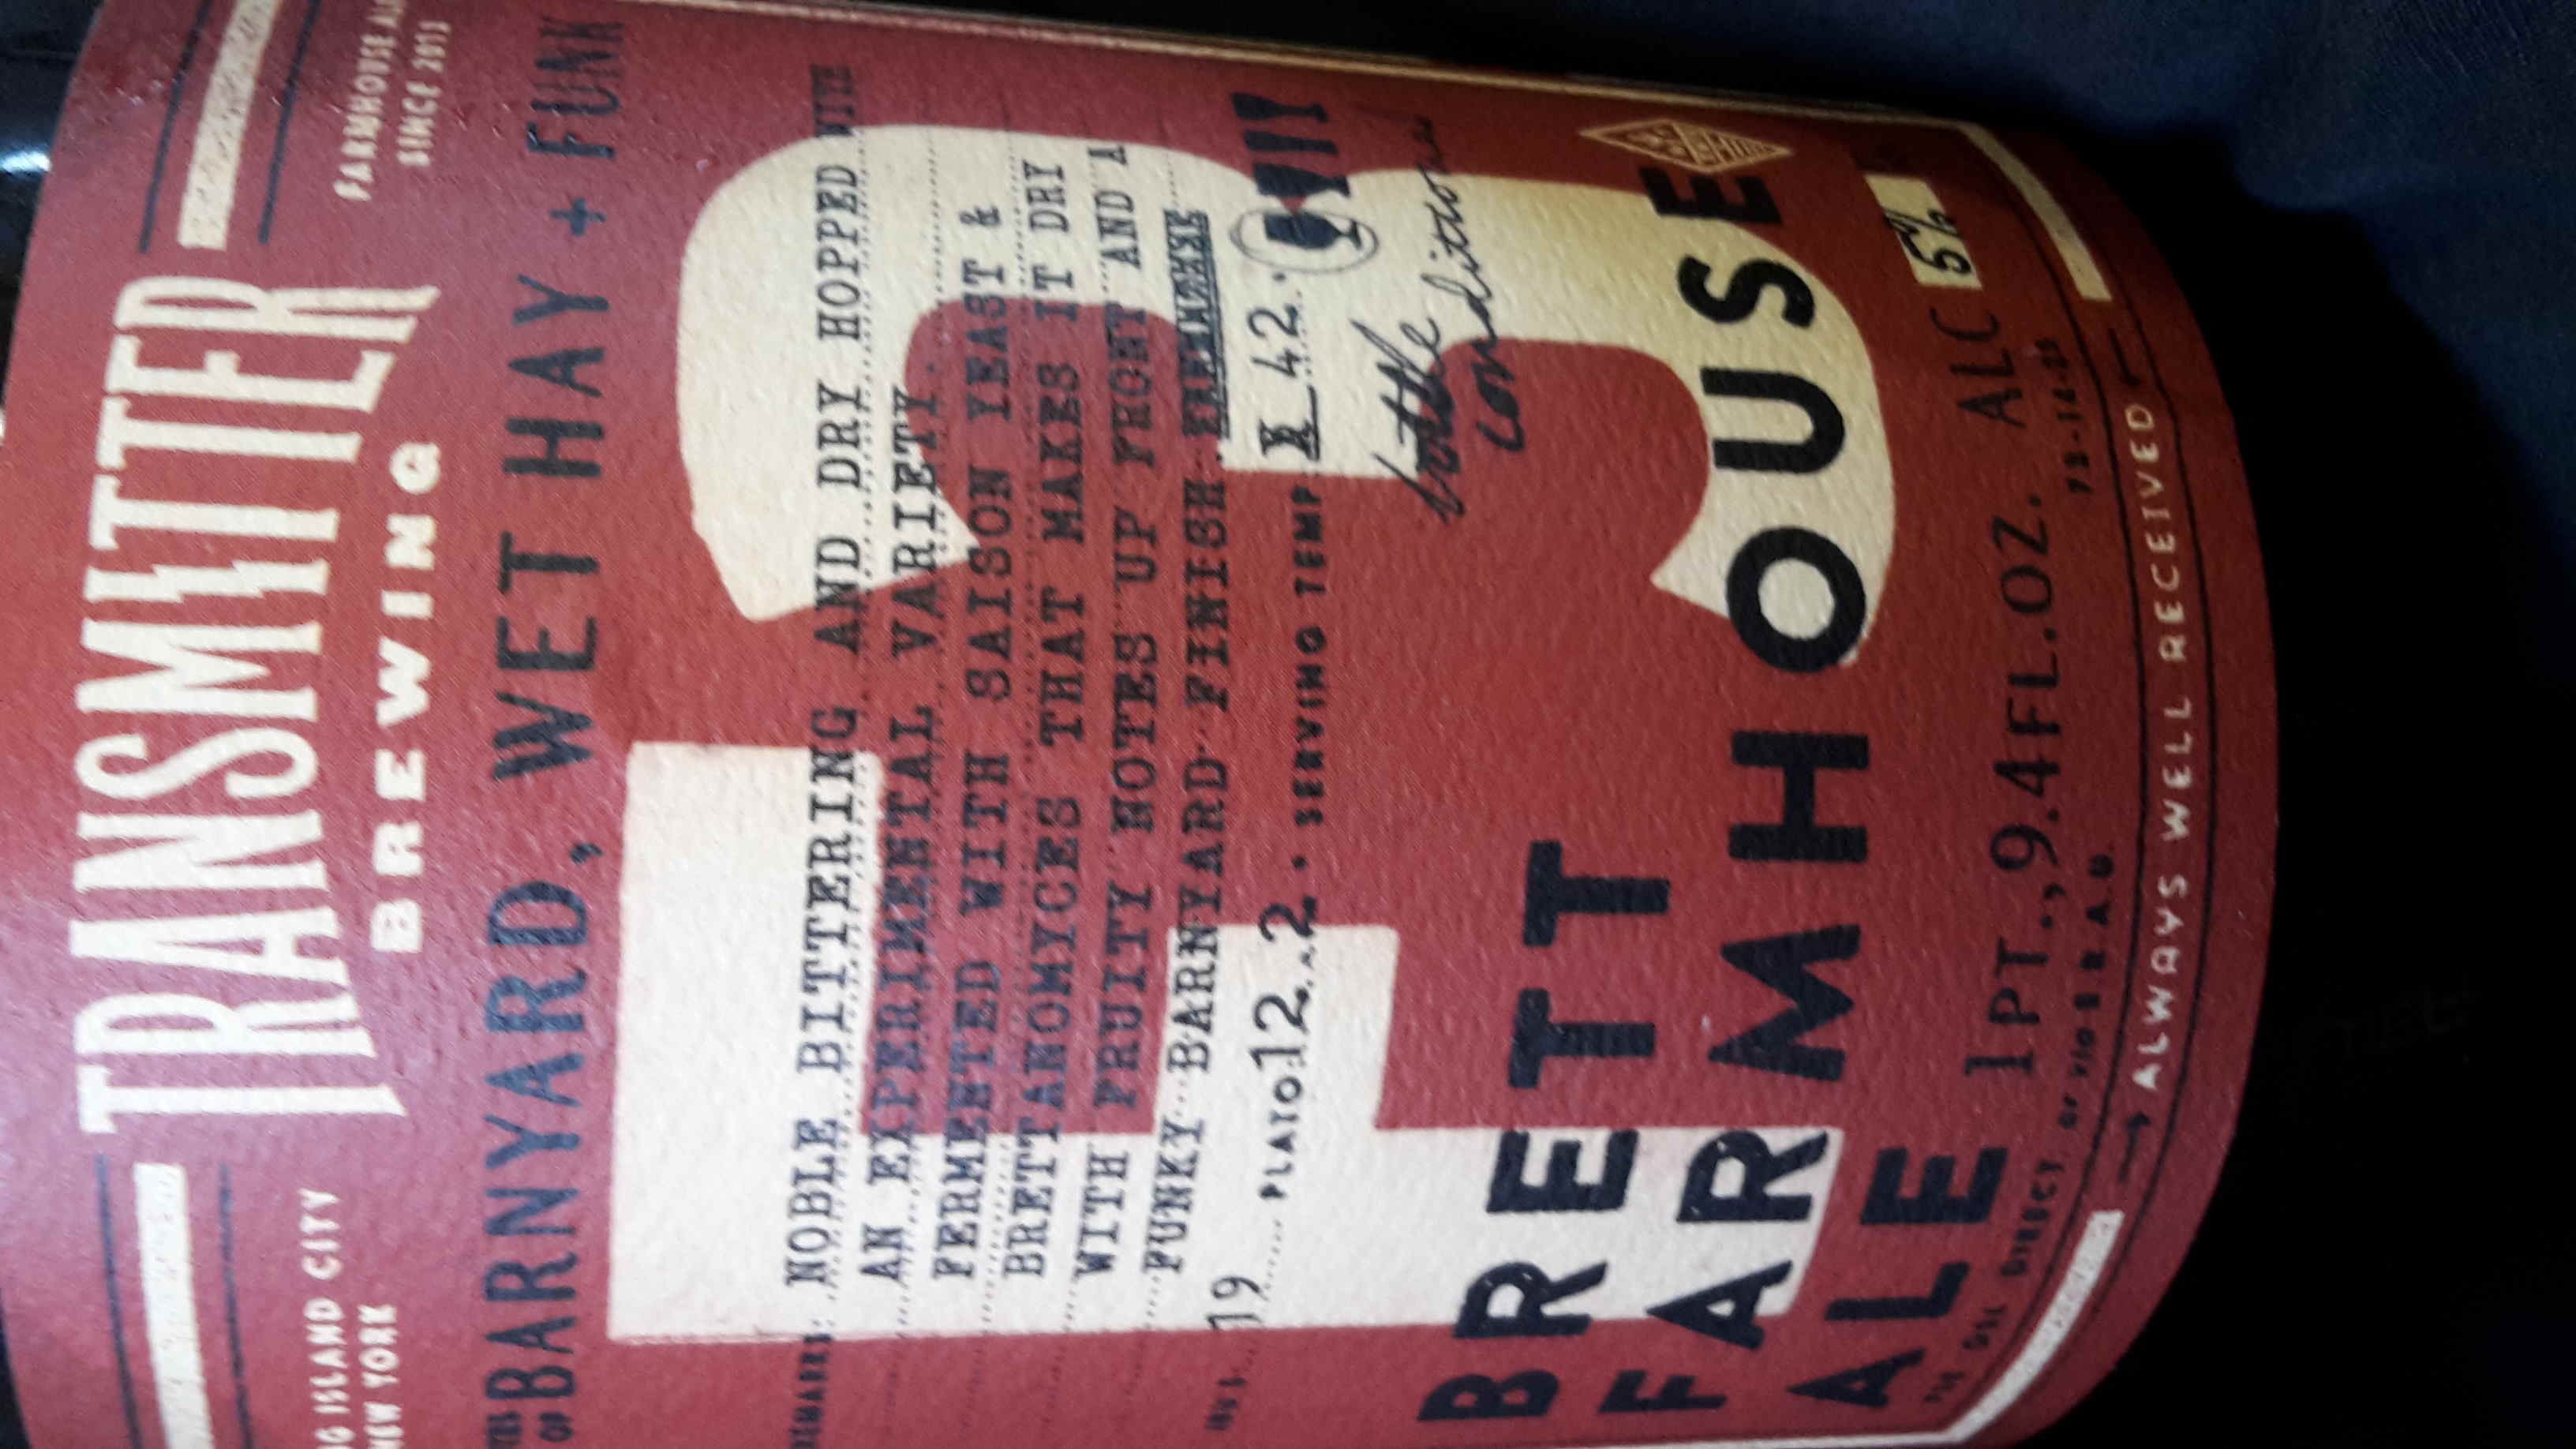 TRANSMITTER
BREWING
ISLAND CITY
NEW YORK
FARMHOUSE
SINCE 2013
OF BARNYARD, WET HAY + FUNK
F3
REMARKS: NOBLE BITTERING AND DRY HOPPED WITH
AN EXPERIMENTAL VARIETY.
FERMENTED WITH SAISON YEAST &
BRETTANOMYCES THAT MAKES IT DRY
WITH FRUITY NOTES UP FRONT AND A
FUNKY BARNYARD FINISH
19 PLATO 12.2 • SERVING TEMP 42
bottle
conditioned
BRETT
FARMHOUSE
ALE 1PT., 9.4FL.OZ. ALC 5%
→ ALWAYS WELL RECEIVED ←